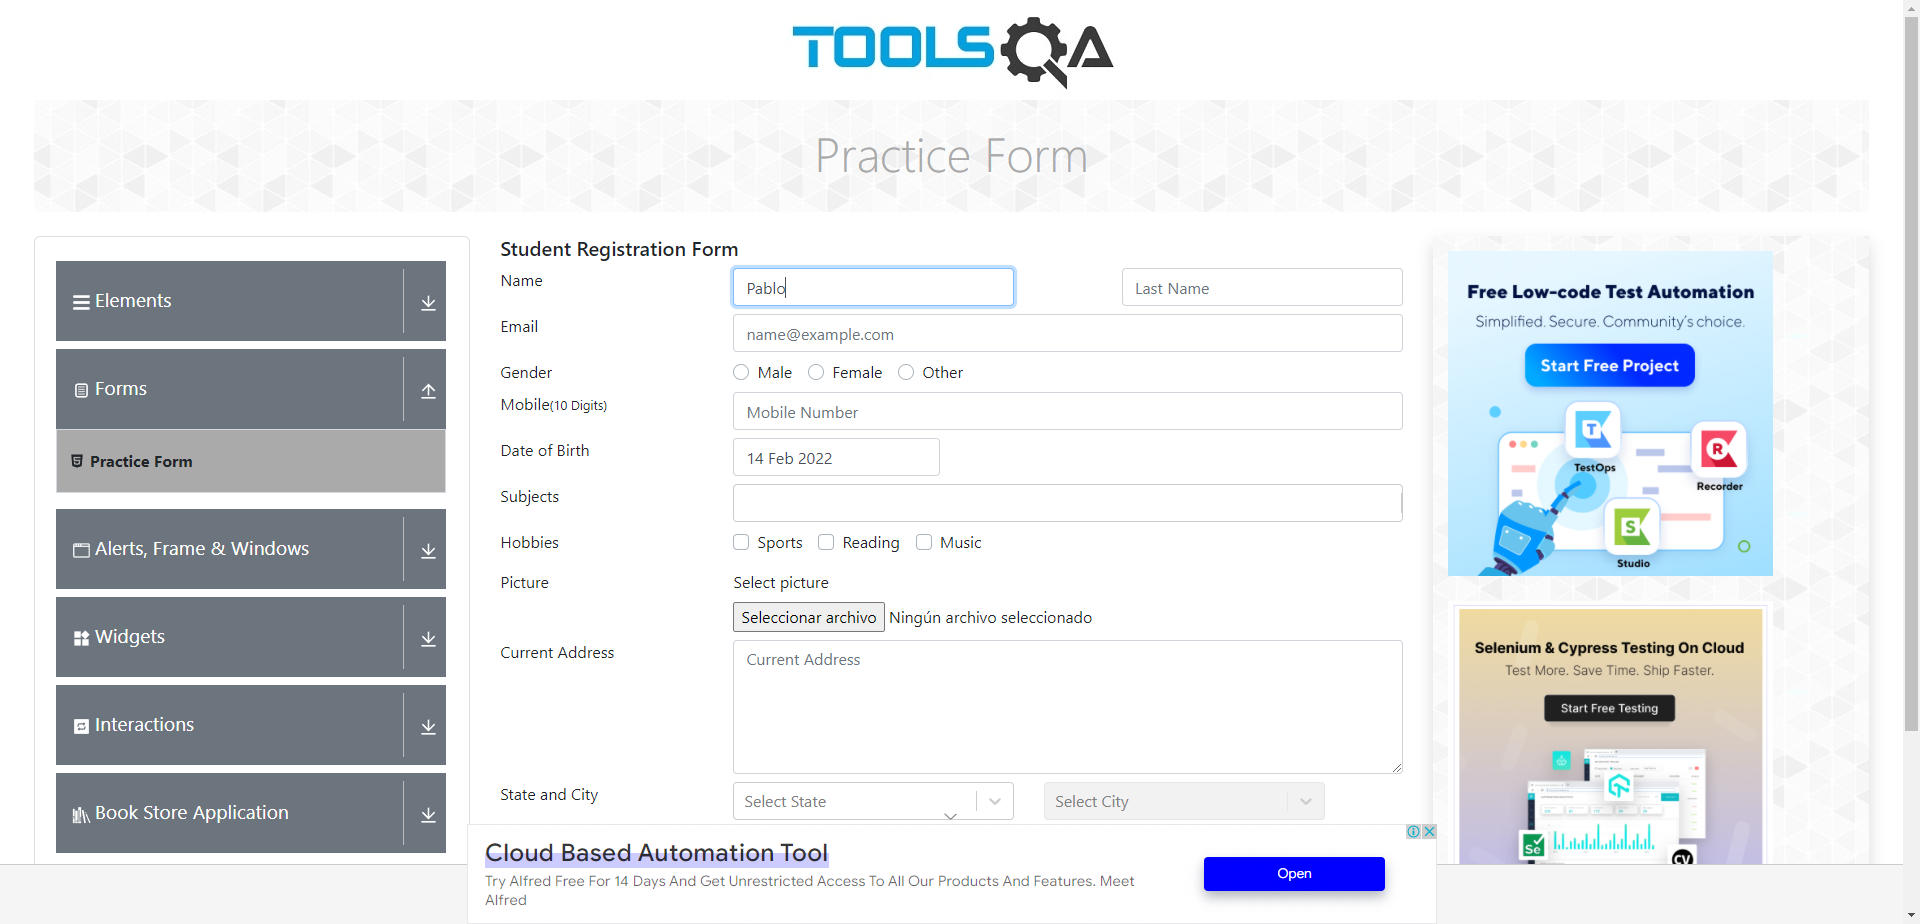 TOOLSQA
Practice Form
Elements
Forms
Practice Form
Alerts, Frame & Windows
Widgets
Interactions
Book Store Application
Student Registration Form
Name
Pablo
Last Name
Email
name@example.com
Gender
Male
Female
Other
Mobile(10 Digits)
Mobile Number
Date of Birth
14 Feb 2022
Subjects
Hobbies
Sports
Reading
Music
Picture
Select picture
Seleccionar archivo Ningún archivo seleccionado
Current Address
Current Address
State and City
Select State
Select City
Free Low-code Test Automation
Simplified. Secure. Community's choice.
Start Free Project
T
TestOps
R
Recorder
S
Studio
Selenium & Cypress Testing On Cloud
Test More. Save Time. Ship Faster.
Start Free Testing
Se
CV
Cloud Based Automation Tool
Try Alfred Free For 14 Days And Get Unrestricted Access To All Our Products And Features. Meet
Alfred
Open